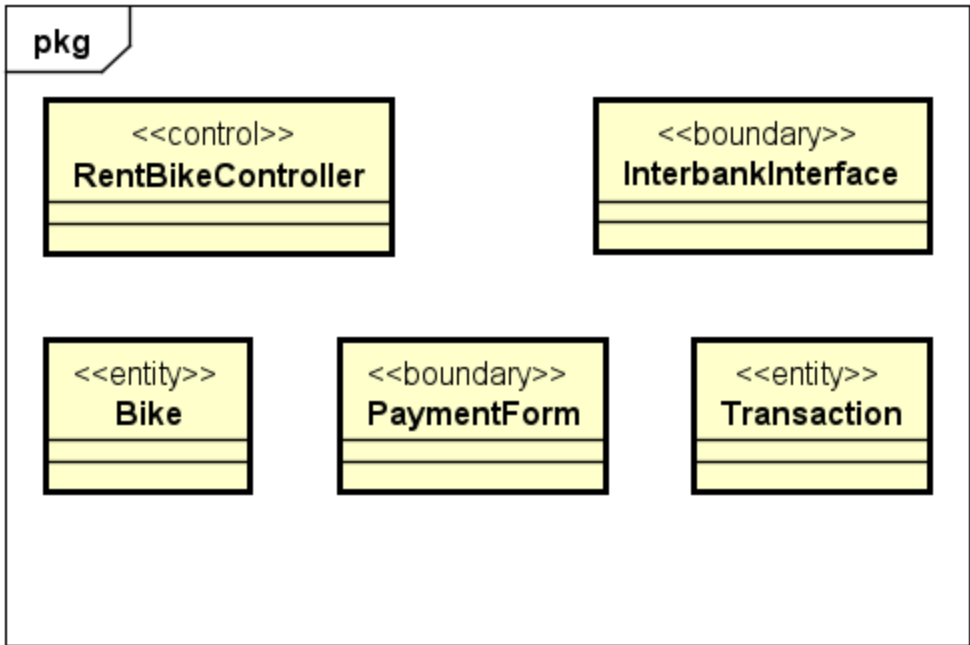 pkg
<<control>>
RentBikeController
<<boundary>>
InterbankInterface
<<entity>>
Bike
<<boundary>>
PaymentForm
<<entity>>
Transaction